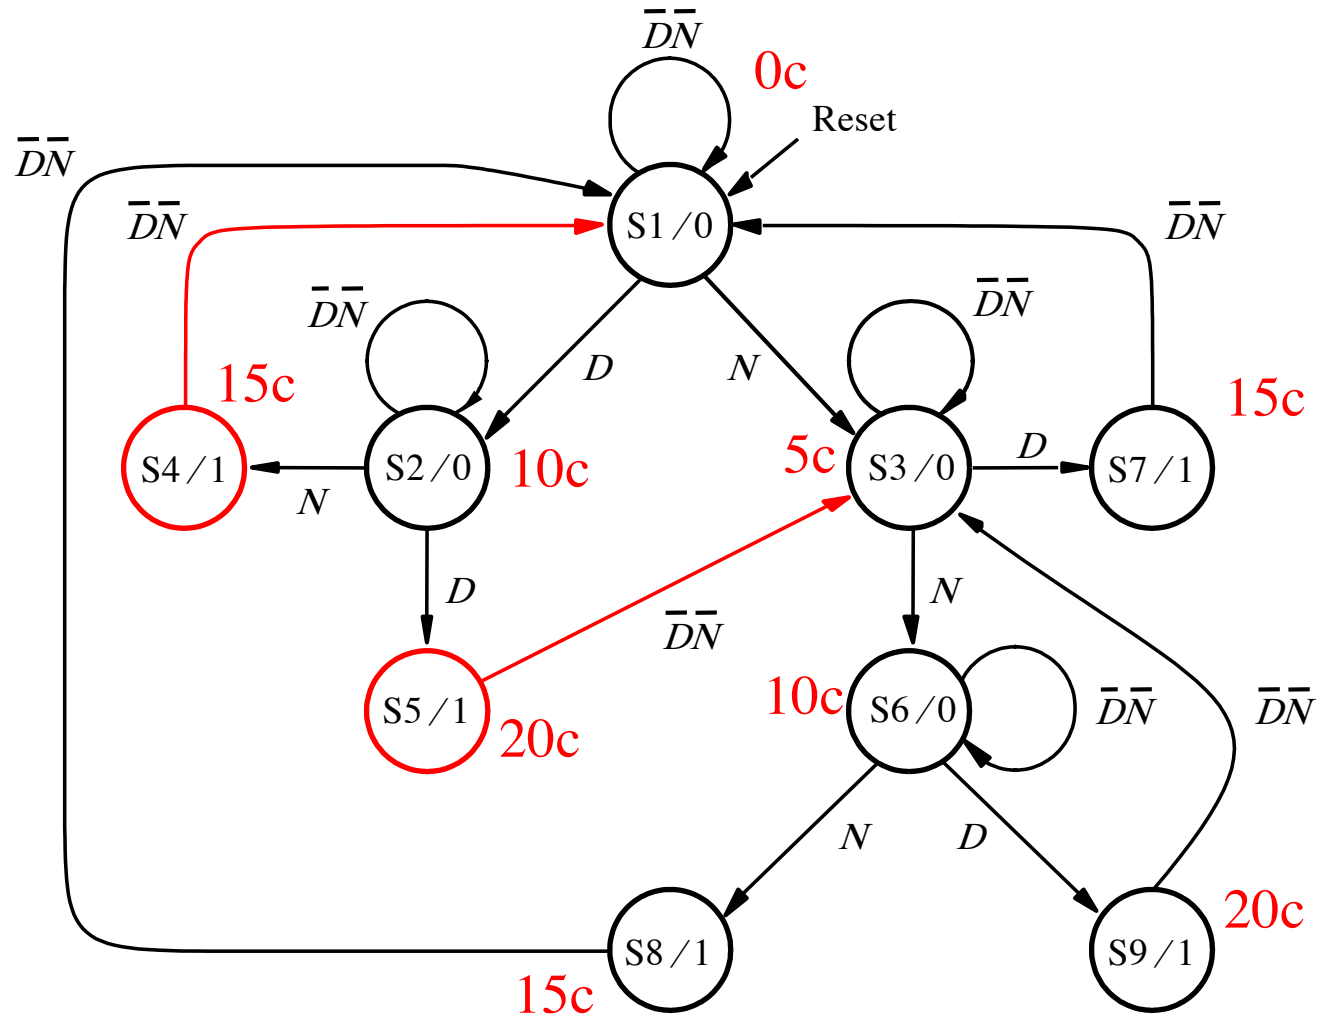 D̅N̅
0c
Reset
D̅N̅
D̅N̅
S1/0
D̅N̅
D̅N̅
D̅N̅
D
N
15c
15c
S4/1
N
S2/0
10c
5c
S3/0
D
S7/1
D
N
D̅N̅
S5/1
20c
10c
S6/0
D̅N̅
D̅N̅
N
D
S8/1
15c
S9/1
20c